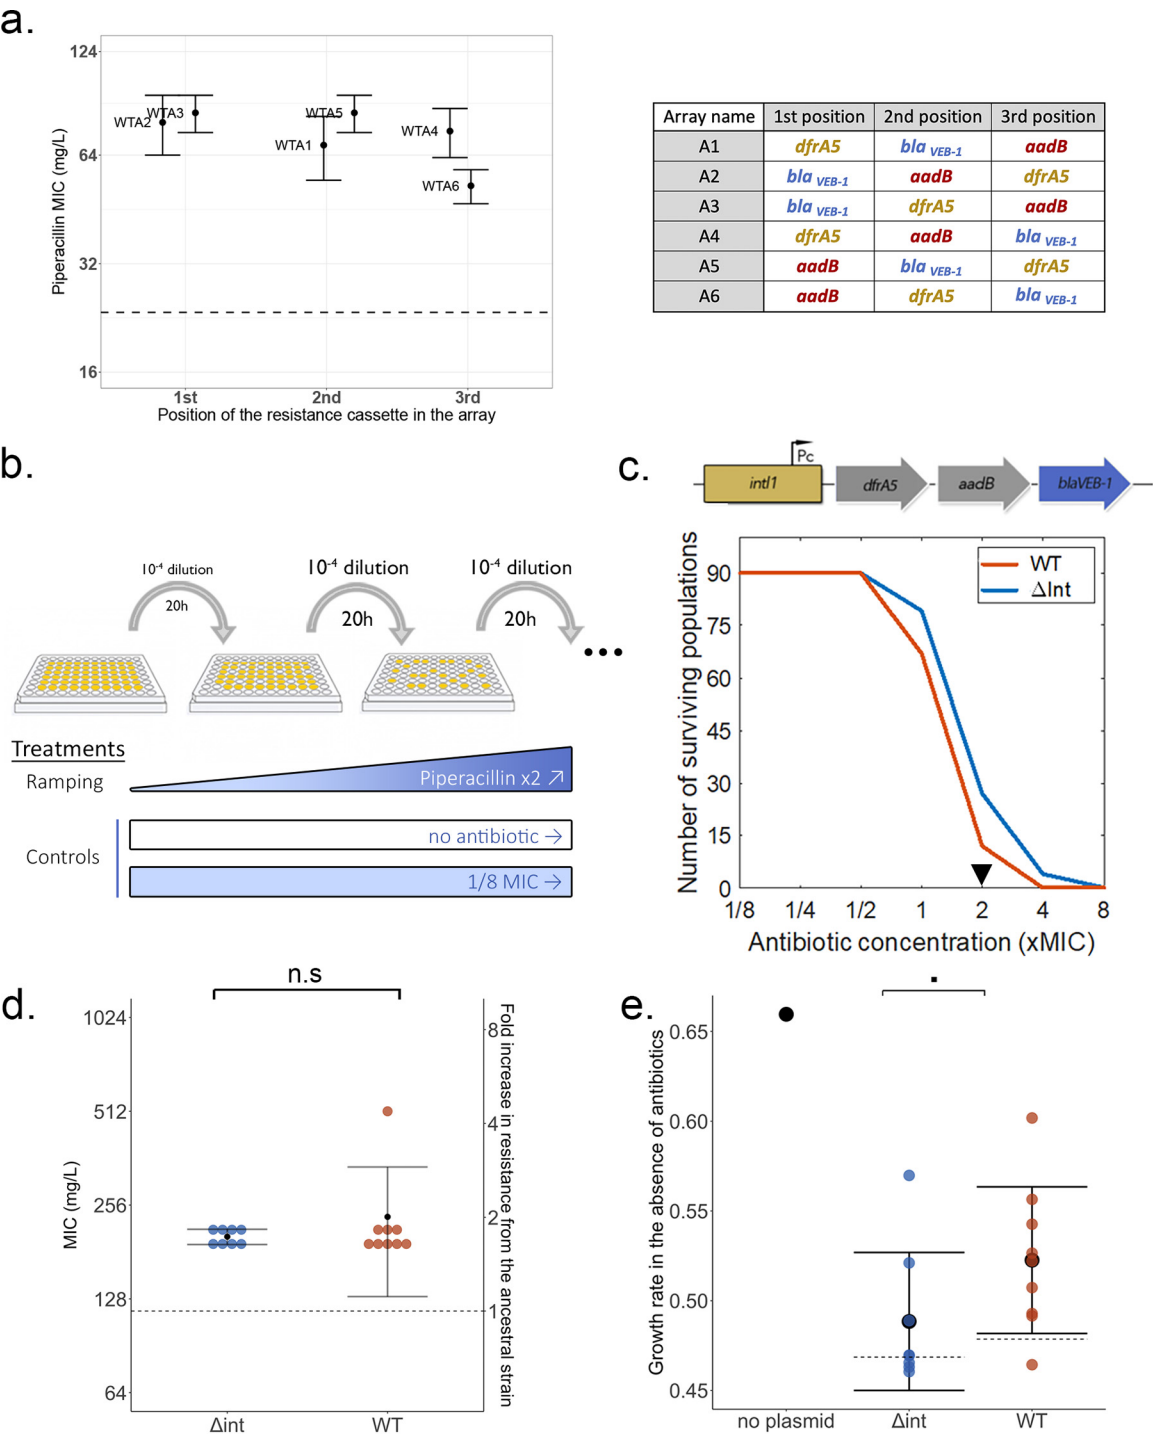 a.
124
64
32
16
Piperacillin MIC (mg/L)
WTA2
WTA3
WTA1
WTA5
WTA4
WTA6
1st
2nd
3rd
Position of the resistance cassette in the array
Array name 1st position 2nd position 3rd position
A1 dfrA5 bla VEB-1 aadB
A2 bla VEB-1 aadB dfrA5
A3 bla VEB-1 dfrA5 aadB
A4 dfrA5 aadB bla VEB-1
A5 aadB bla VEB-1 dfrA5
A6 aadB dfrA5 bla VEB-1
b.
10-4 dilution
20h
10-4 dilution
20h
10-4 dilution
20h
...
Treatments
Ramping
Piperacillin x2 ↗
Controls
no antibiotic →
1/8 MIC →
c.
Pc
intI1
dfrA5
aadB
blaVEB-1
Number of surviving populations
90
75
60
45
30
15
0
WT
ΔInt
1/8
1/4
1/2
1
2
4
8
Antibiotic concentration (xMIC)
d.
n.s
MIC (mg/L)
1024
512
256
128
64
8
4
2
1
Fold increase in resistance from the ancestral strain
Δint
WT
e.
Growth rate in the absence of antibiotics
0.65
0.60
0.55
0.50
0.45
no plasmid
Δint
WT